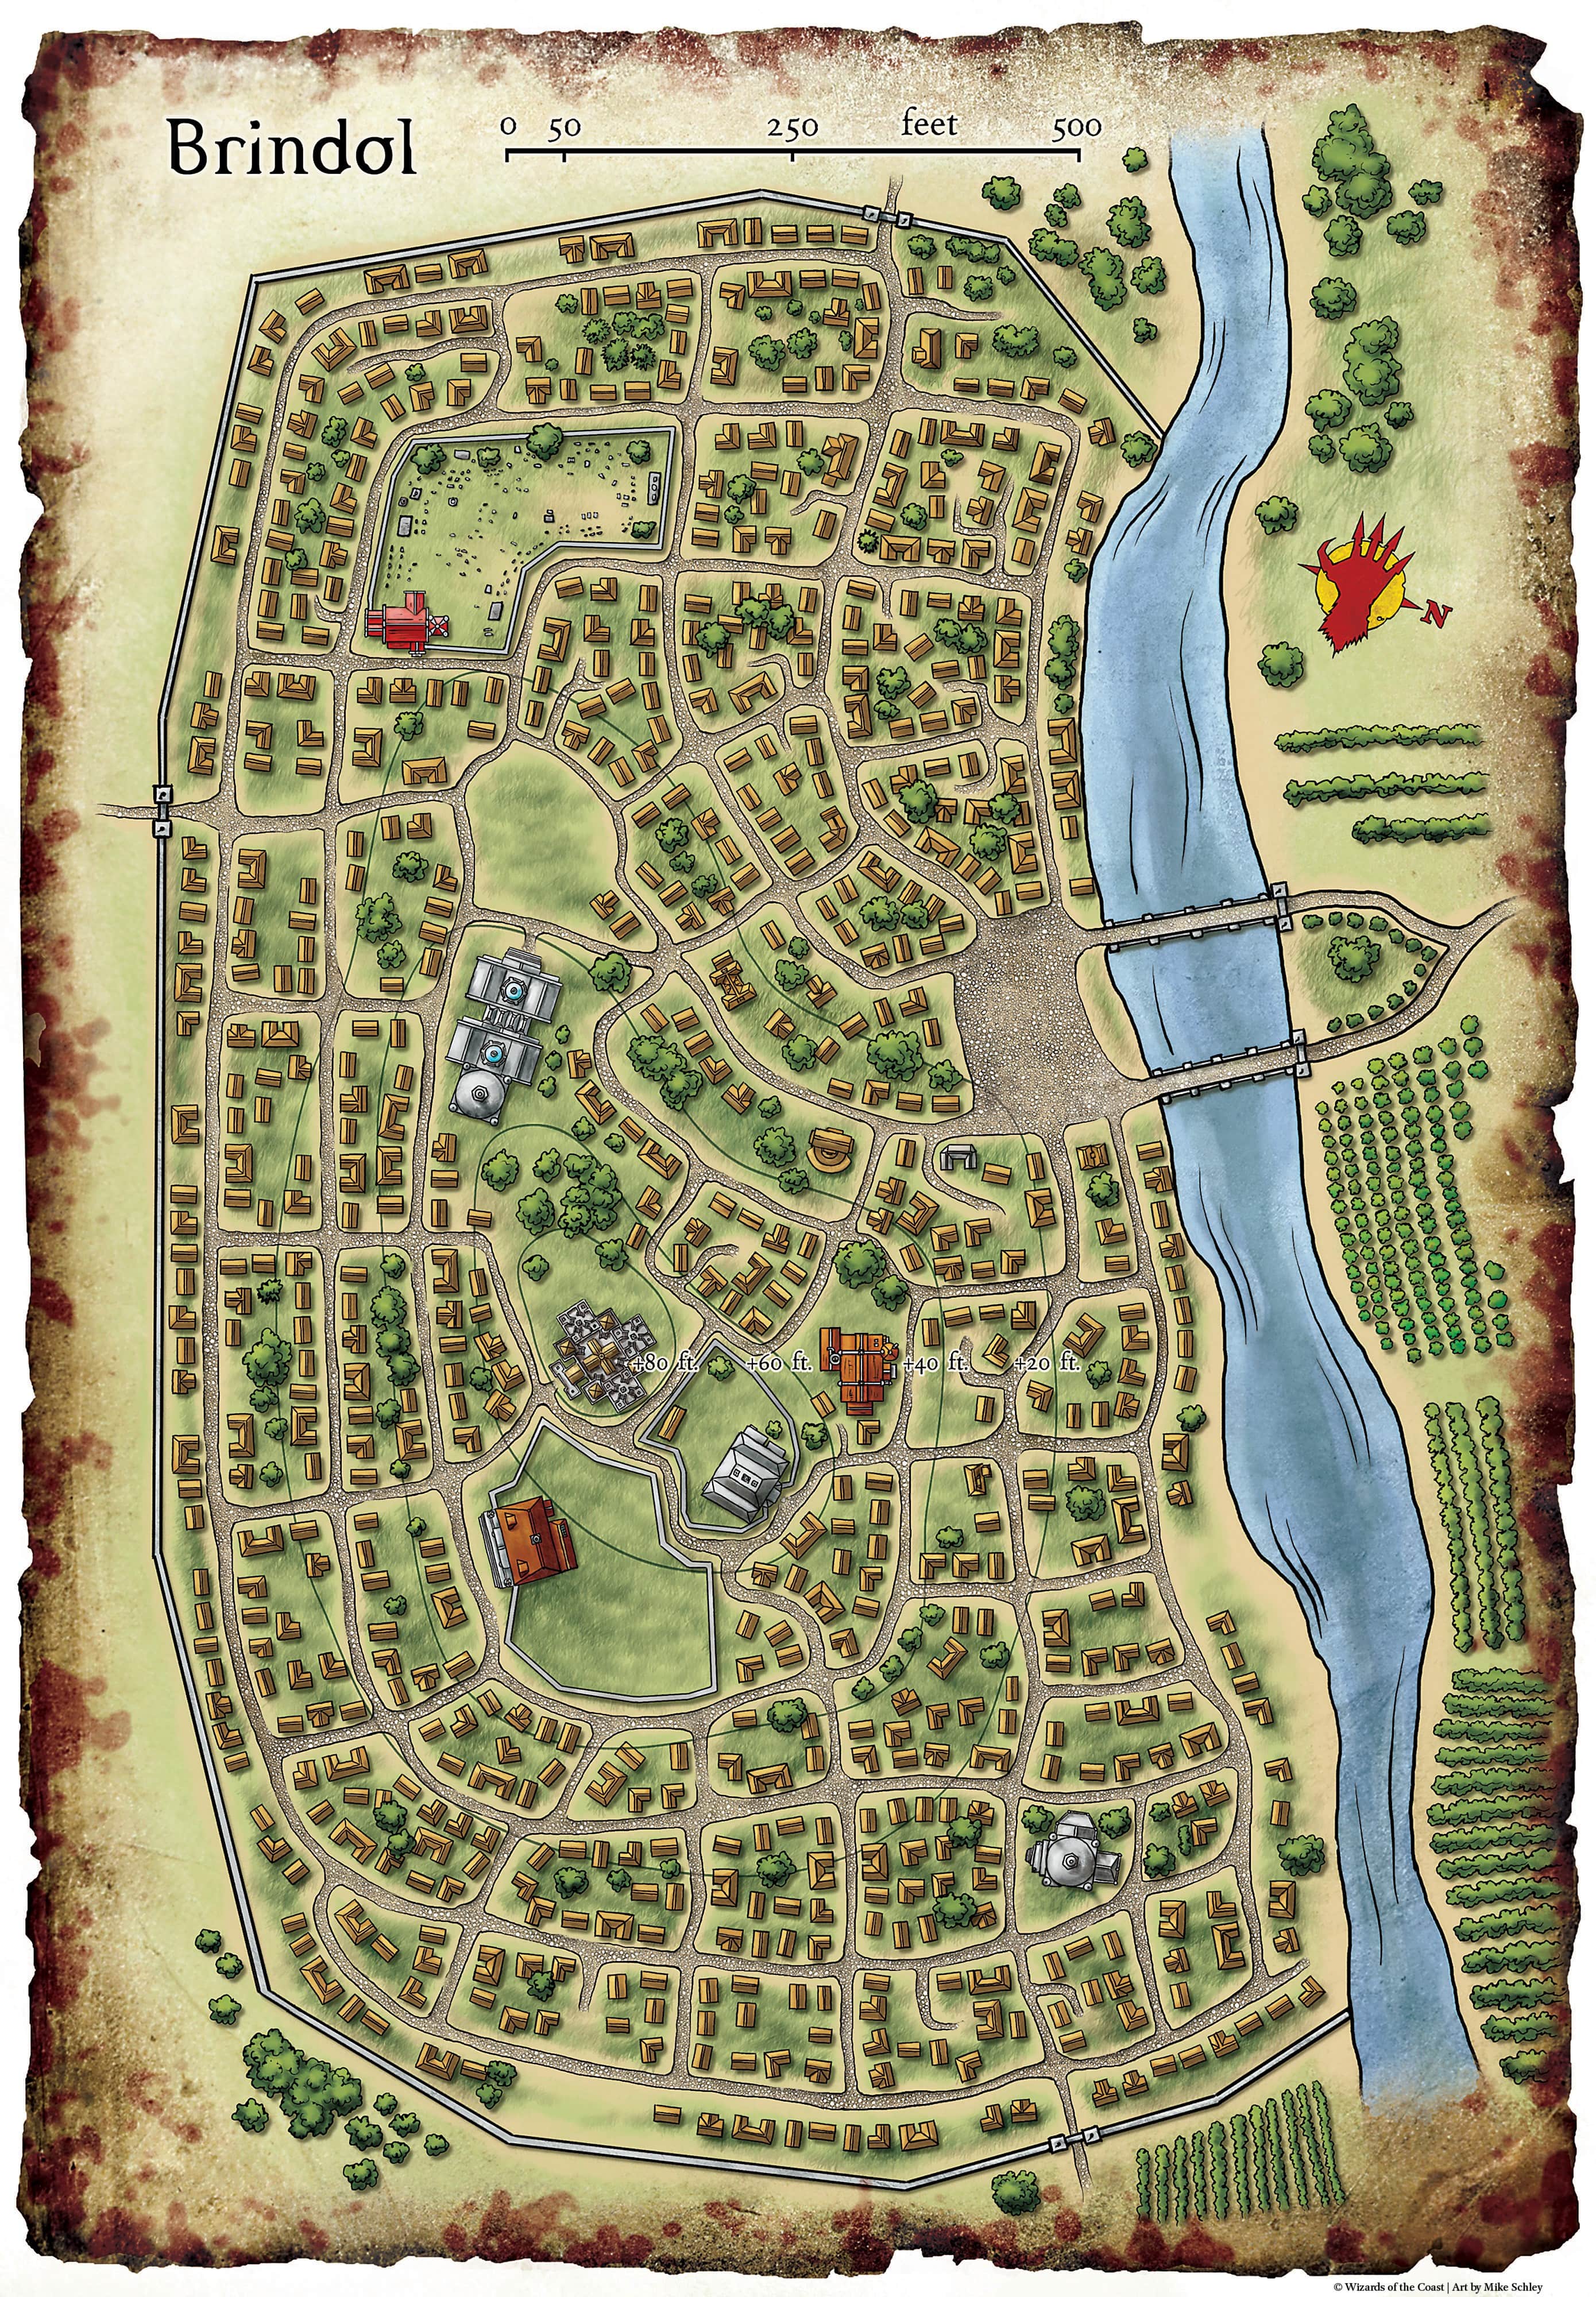 Brindol
0 50 250 feet 500
N
+80 ft. +60 ft. +40 ft. +20 ft.
© Wizards of the Coast | Art by Mike Schley